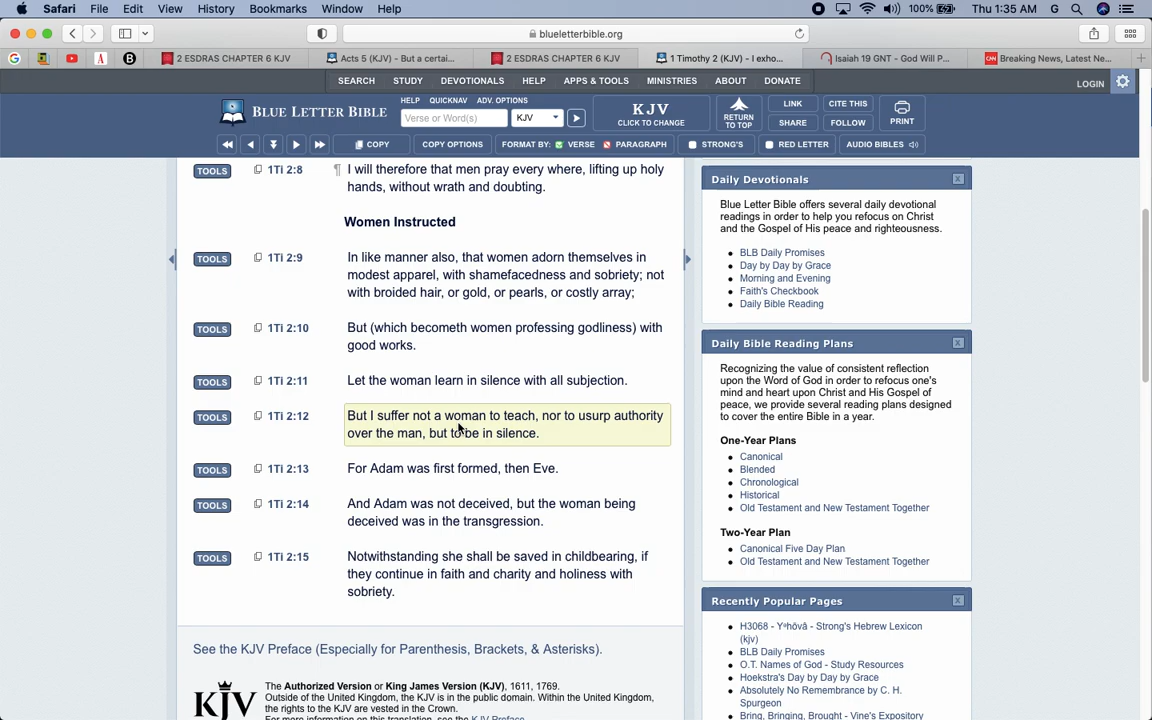 Safari File Edit View History Bookmarks Window Help 100% Thu 1:35 AM G
blueletterbible.org
G A B 2 ESDRAS CHAPTER 6 KJV Acts 5 (KJV) - But a certai... 2 ESDRAS CHAPTER 6 KJV 1 Timothy 2 (KJV) - I exho... Isaiah 19 GNT - God Will P... CNN Breaking News, Latest Ne...
SEARCH STUDY DEVOTIONALS HELP APPS & TOOLS MINISTRIES ABOUT DONATE LOGIN
HELP QUICKNAV ADV. OPTIONS
BLUE LETTER BIBLE
Verse or Word(s) KJV
KJV
CLICK TO CHANGE
RETURN
TO TOP
LINK CITE THIS
SHARE FOLLOW
PRINT
COPY COPY OPTIONS FORMAT BY: VERSE PARAGRAPH STRONG'S RED LETTER AUDIO BIBLES
TOOLS 1Ti 2:8 ¶ I will therefore that men pray every where, lifting up holy
hands, without wrath and doubting.
Women Instructed
TOOLS 1Ti 2:9 In like manner also, that women adorn themselves in
modest apparel, with shamefacedness and sobriety; not
with broided hair, or gold, or pearls, or costly array;
TOOLS 1Ti 2:10 But (which becometh women professing godliness) with
good works.
TOOLS 1Ti 2:11 Let the woman learn in silence with all subjection.
TOOLS 1Ti 2:12 But I suffer not a woman to teach, nor to usurp authority
over the man, but to be in silence.
TOOLS 1Ti 2:13 For Adam was first formed, then Eve.
TOOLS 1Ti 2:14 And Adam was not deceived, but the woman being
deceived was in the transgression.
TOOLS 1Ti 2:15 Notwithstanding she shall be saved in childbearing, if
they continue in faith and charity and holiness with
sobriety.
See the KJV Preface (Especially for Parenthesis, Brackets, & Asterisks).
KJV
The Authorized Version or King James Version (KJV), 1611, 1769.
Outside of the United Kingdom, the KJV is in the public domain. Within the United Kingdom,
the rights to the KJV are vested in the Crown.
For more information on this translation, see the KJV Preface.
Daily Devotionals X
Blue Letter Bible offers several daily devotional
readings in order to help you refocus on Christ
and the Gospel of His peace and righteousness.
BLB Daily Promises
Day by Day by Grace
Morning and Evening
Faith's Checkbook
Daily Bible Reading
Daily Bible Reading Plans X
Recognizing the value of consistent reflection
upon the Word of God in order to refocus one's
mind and heart upon Christ and His Gospel of
peace, we provide several reading plans designed
to cover the entire Bible in a year.
One-Year Plans
Canonical
Blended
Chronological
Historical
Old Testament and New Testament Together
Two-Year Plan
Canonical Five Day Plan
Old Testament and New Testament Together
Recently Popular Pages X
H3068 - Yᵉhōvâ - Strong's Hebrew Lexicon
(kjv)
BLB Daily Promises
O.T. Names of God - Study Resources
Hoekstra's Day by Day by Grace
Absolutely No Remembrance by C. H.
Spurgeon
Bring, Bringing, Brought - Vine's Expository